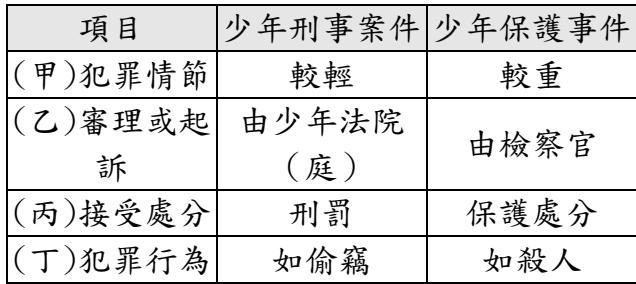 項目 少年刑事案件 少年保護事件
(甲)犯罪情節 較輕 較重
(乙)審理或起訴 由少年法院(庭) 由檢察官
(丙)接受處分 刑罰 保護處分
(丁)犯罪行為 如偷竊 如殺人